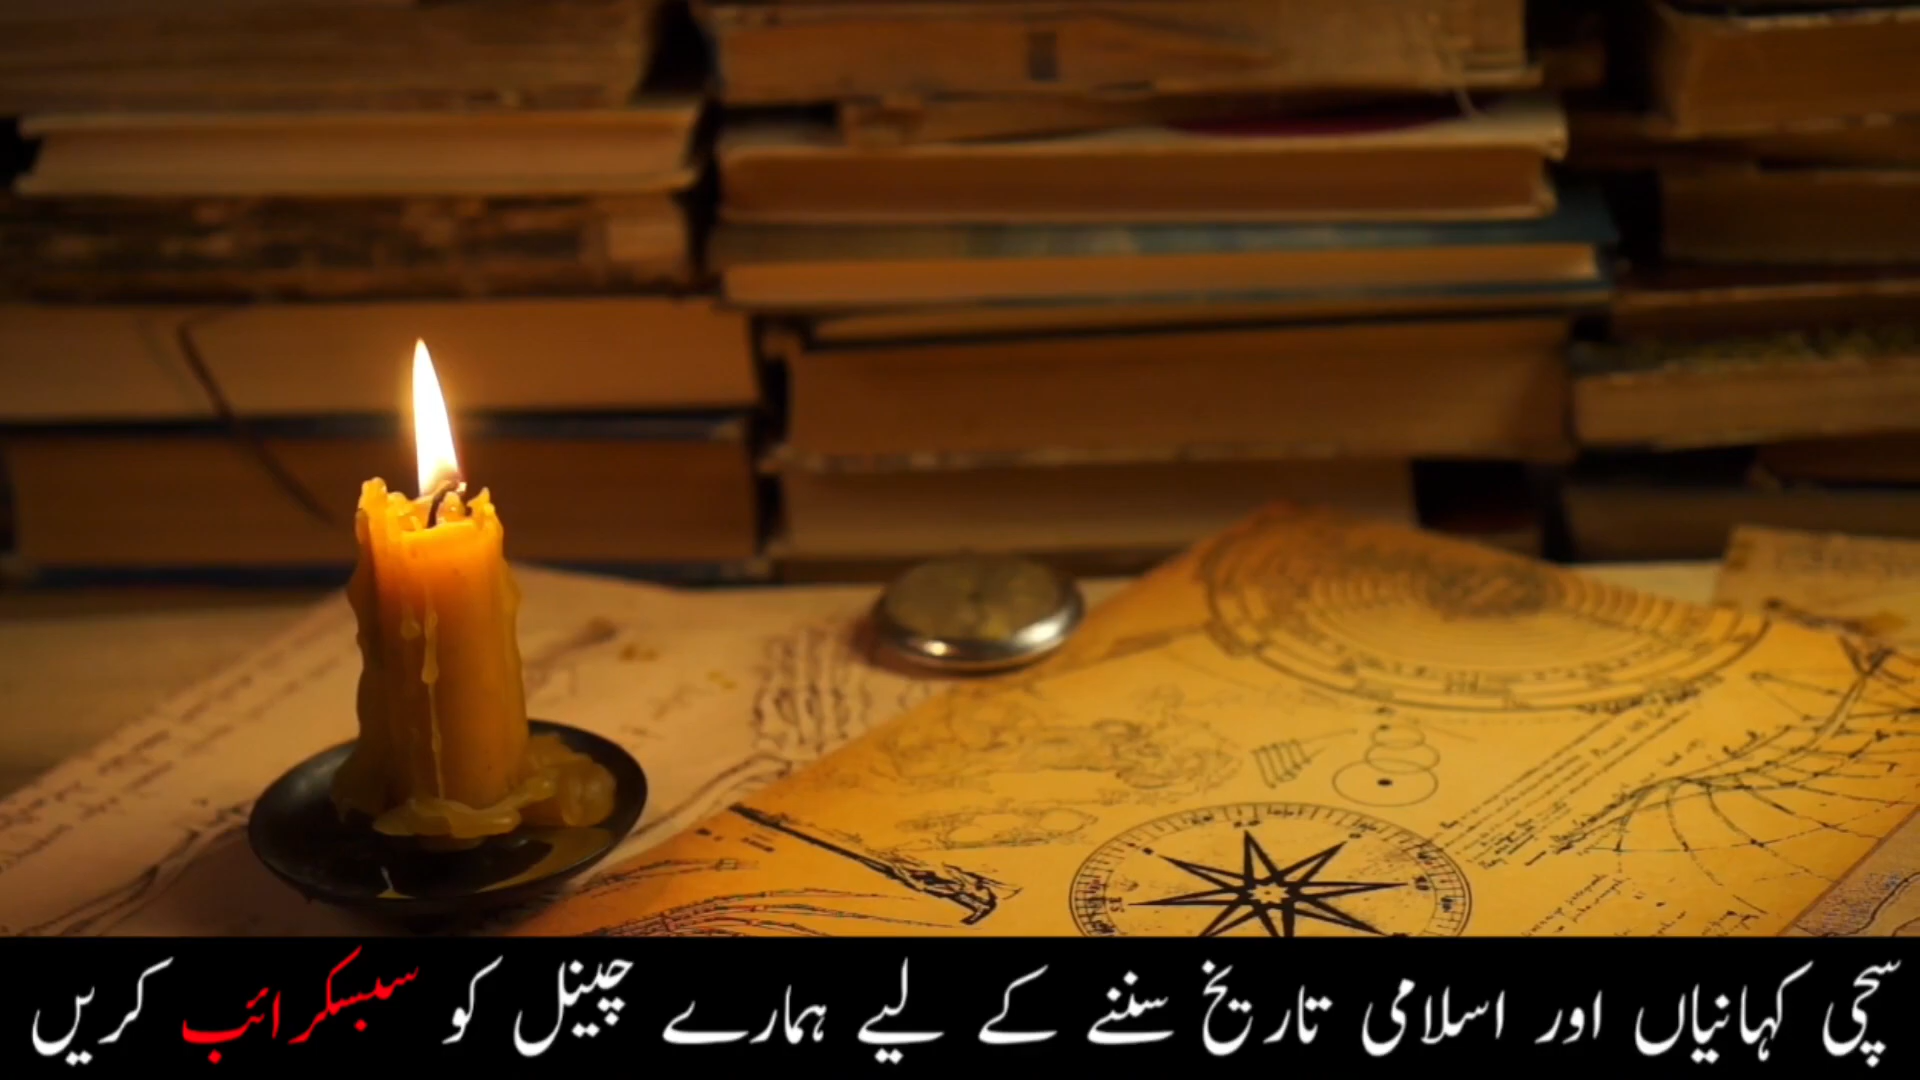 سچی کہانیاں اور اسلامی تاریخ سننے کے لیے ہمارے چینل کو سبسکرائب کریں